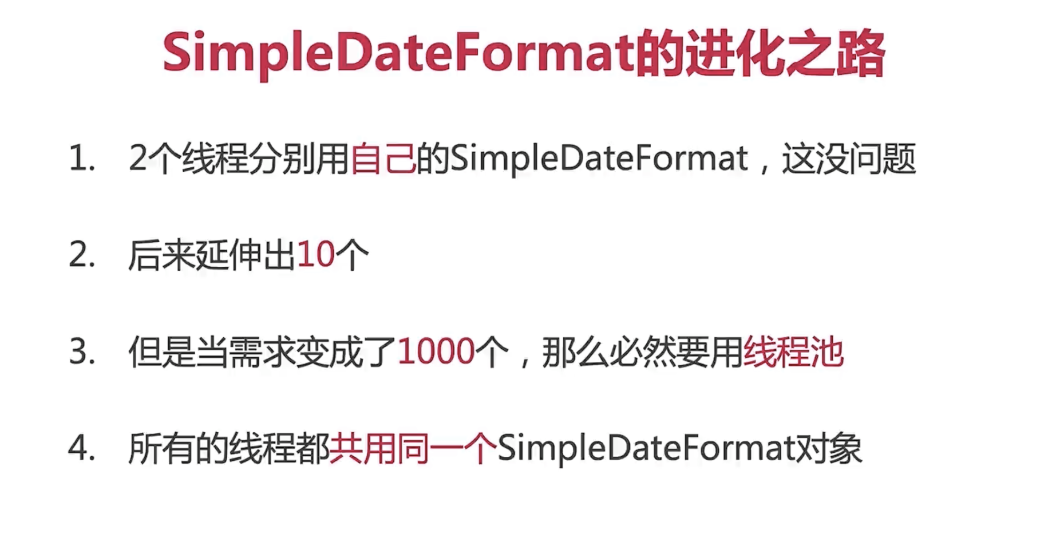 SimpleDateFormat的进化之路
1. 2个线程分别用自己的SimpleDateFormat，这没问题
2. 后来延伸出10个
3. 但是当需求变成了1000个，那么必然要用线程池
4. 所有的线程都共用同一个SimpleDateFormat对象